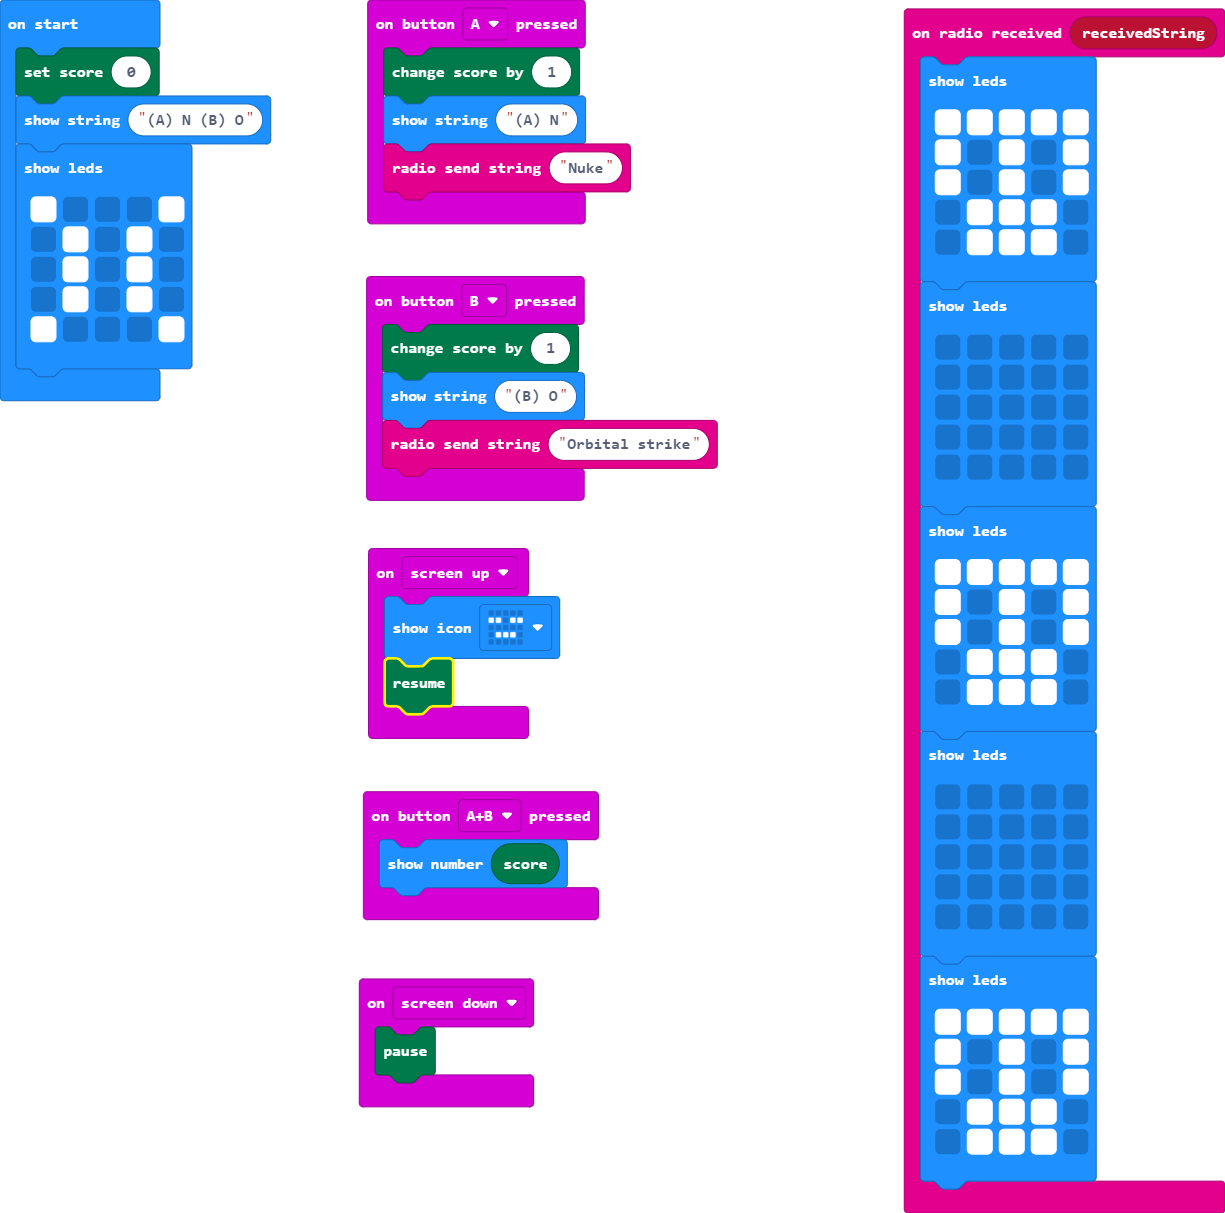 on start
set score 0
show string "(A) N (B) O"
show leds
on button A pressed
change score by 1
show string "(A) N"
radio send string "Nuke"
on button B pressed
change score by 1
show string "(B) O"
radio send string "Orbital strike"
on screen up
show icon
resume
on button A+B pressed
show number score
on screen down
pause
on radio received receivedString
show leds
show leds
show leds
show leds
show leds